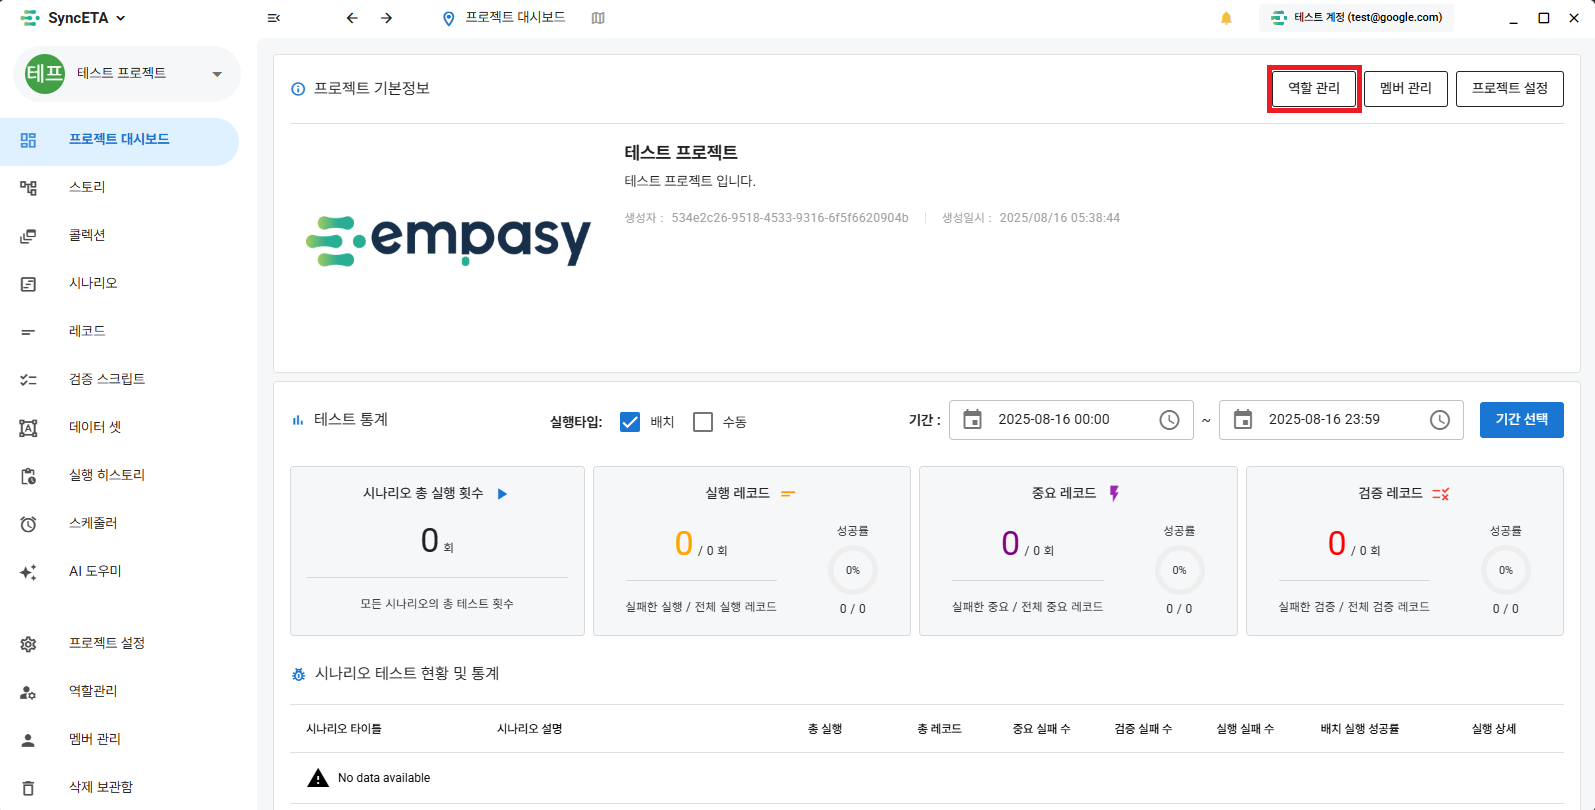 SyncETA
프로젝트 대시보드
테스트 계정 (test@google.com)
테프
테스트 프로젝트
프로젝트 대시보드
스토리
콜렉션
시나리오
레코드
검증 스크립트
데이터 셋
실행 히스토리
스케줄러
AI 도우미
프로젝트 설정
역할관리
멤버 관리
삭제 보관함
프로젝트 기본정보
역할 관리
멤버 관리
프로젝트 설정
empasy
테스트 프로젝트
테스트 프로젝트 입니다.
생성자 : 534e2c26-9518-4533-9316-6f5f6620904b
생성일시 : 2025/08/16 05:38:44
테스트 통계
실행타입: 배치 수동
기간 : 2025-08-16 00:00 ~ 2025-08-16 23:59
기간 선택
시나리오 총 실행 횟수
0 회
모든 시나리오의 총 테스트 횟수
실행 레코드
0 / 0 회
실패한 실행 / 전체 실행 레코드
성공률
0%
0 / 0
중요 레코드
0 / 0 회
실패한 중요 / 전체 중요 레코드
성공률
0%
0 / 0
검증 레코드
0 / 0 회
실패한 검증 / 전체 검증 레코드
성공률
0%
0 / 0
시나리오 테스트 현황 및 통계
시나리오 타이틀 시나리오 설명 총 실행 총 레코드 중요 실패 수 검증 실패 수 실행 실패 수 배치 실행 성공률 실행 상세
No data available